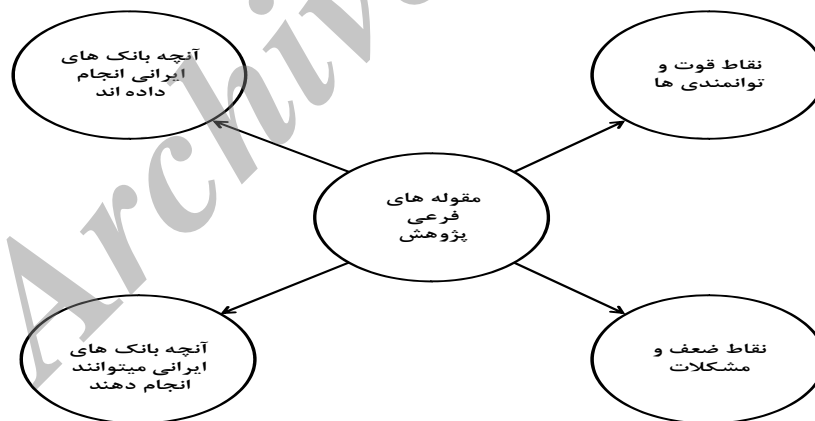 نقاط قوت و
توانمندی ها
آنچه بانک های
ایرانی انجام
داده اند
مقوله های
فرعی
پژوهش
نقاط ضعف و
مشکلات
آنچه بانک های
ایرانی میتوانند
انجام دهند
Archive